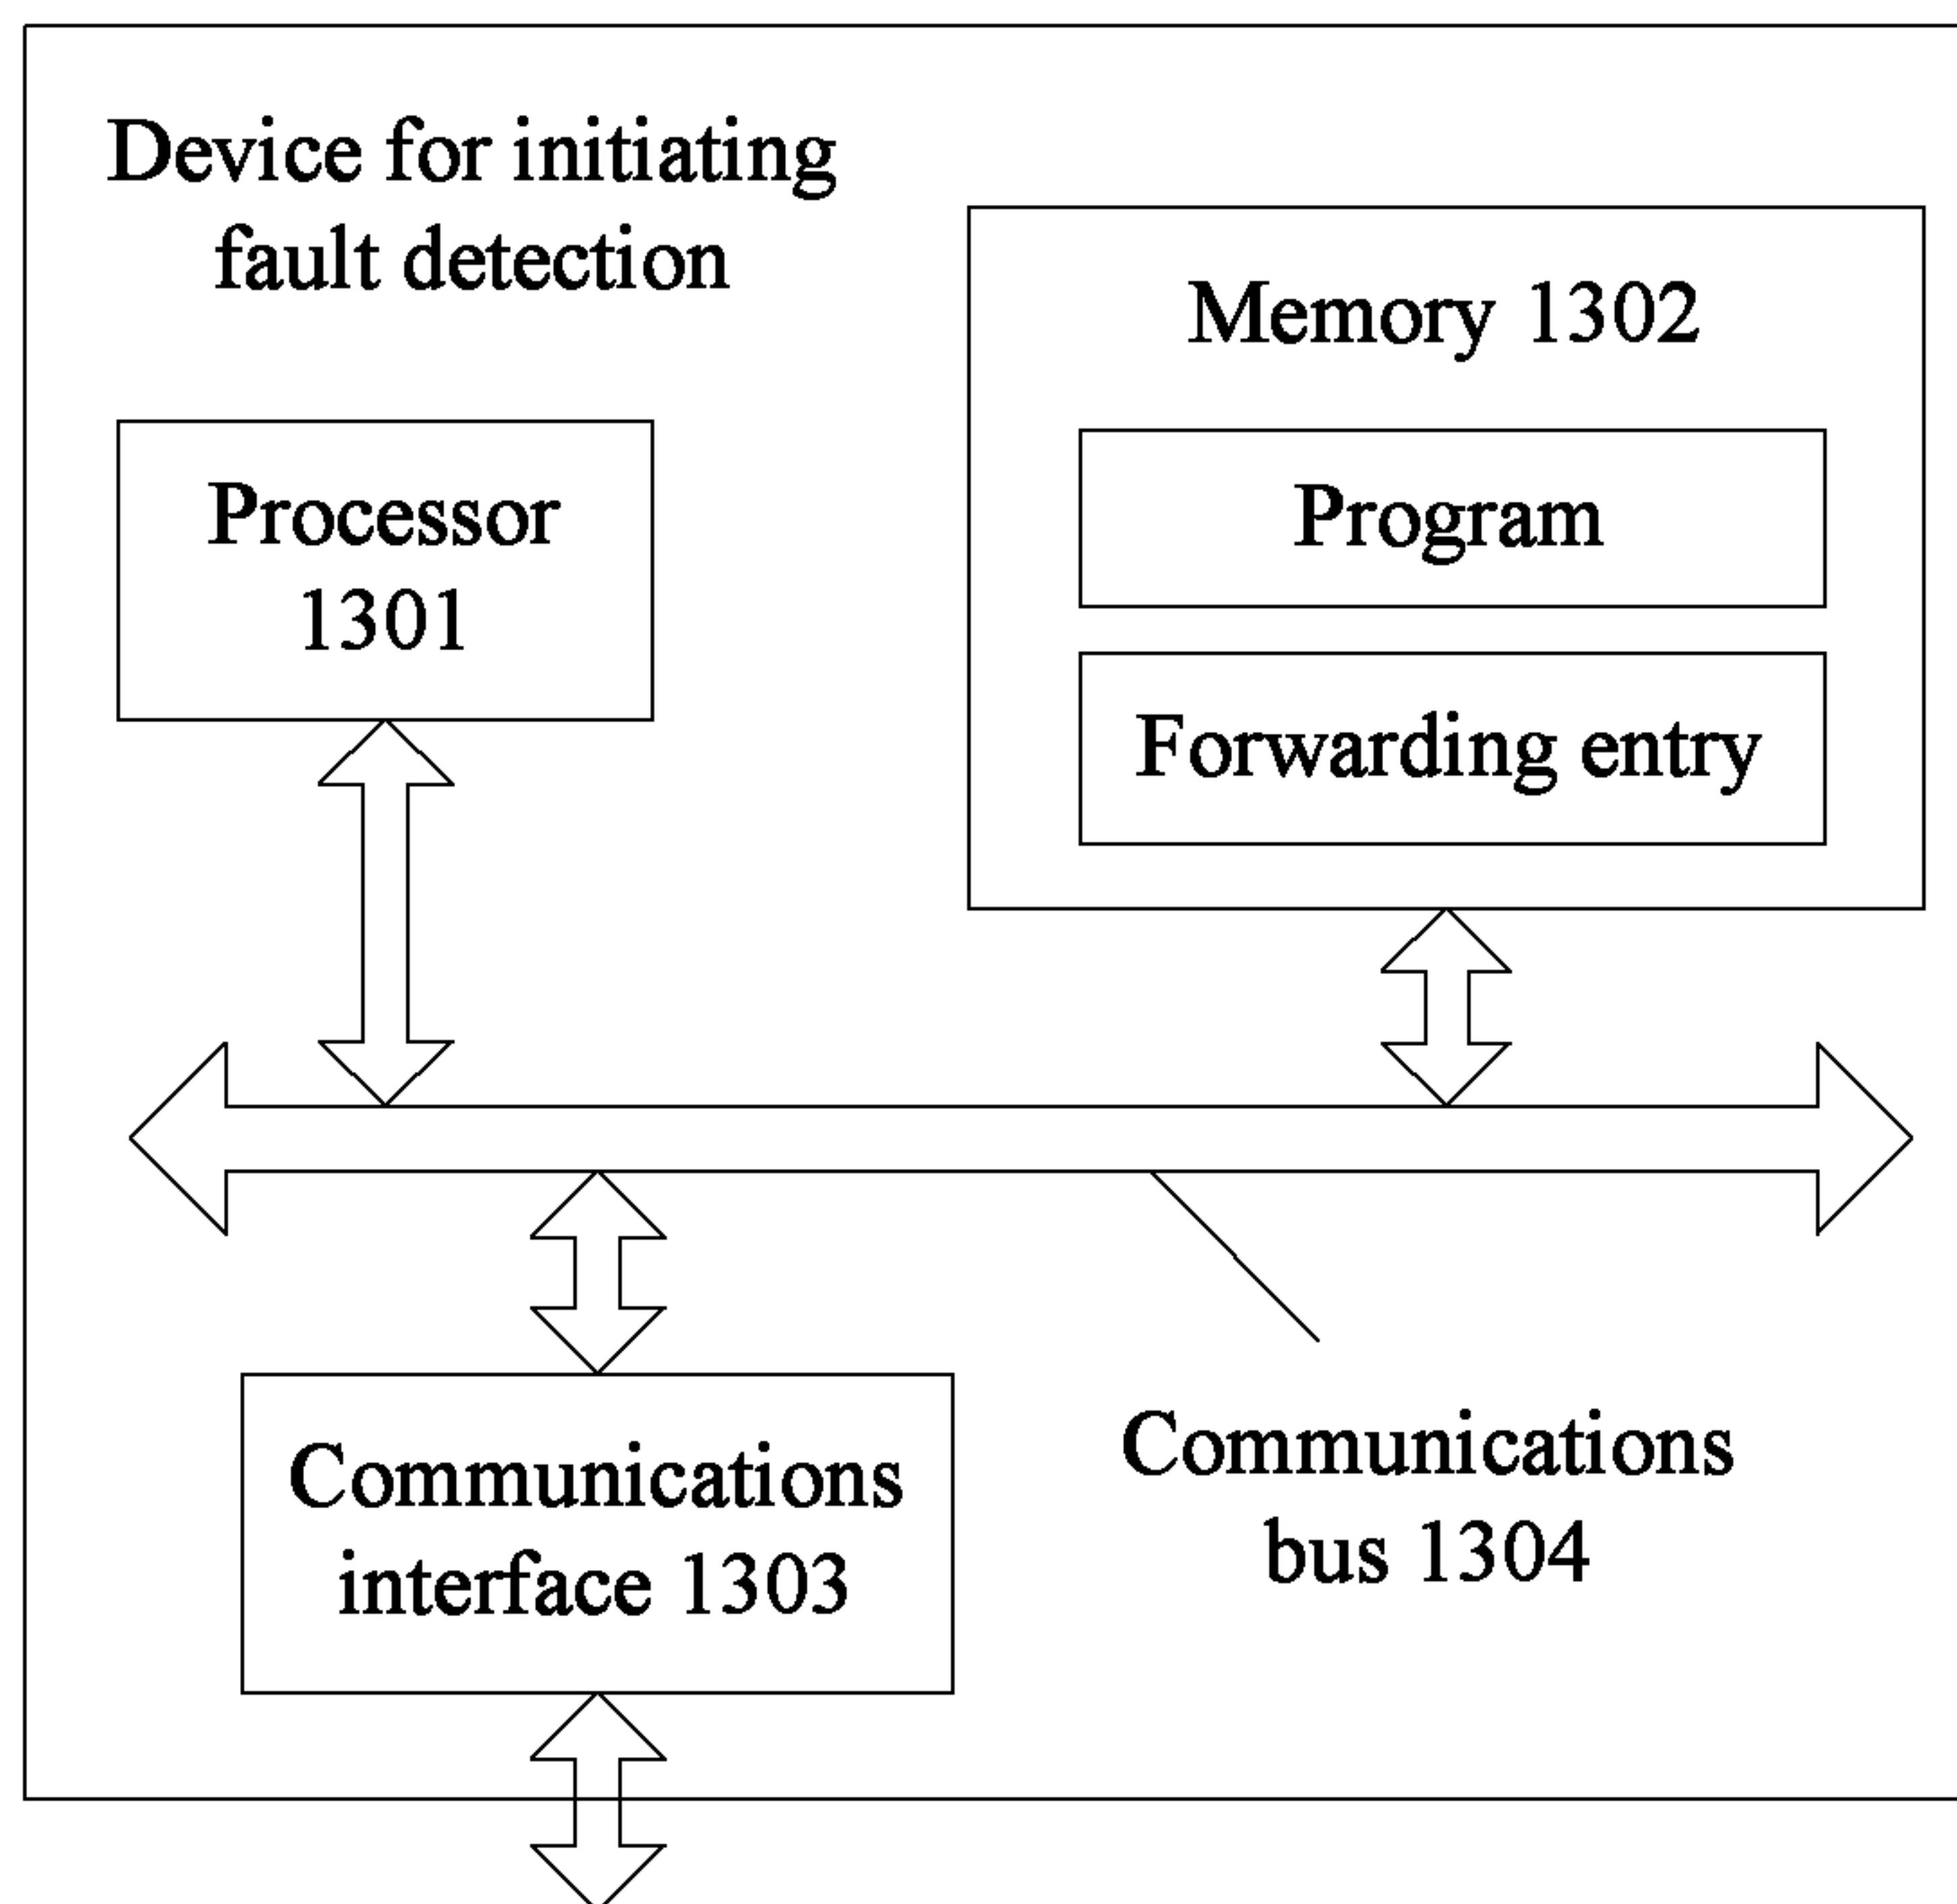 Device for initiating
fault detection
Memory 1302
Program
Forwarding entry
Processor
1301
Communications
interface 1303
Communications
bus 1304